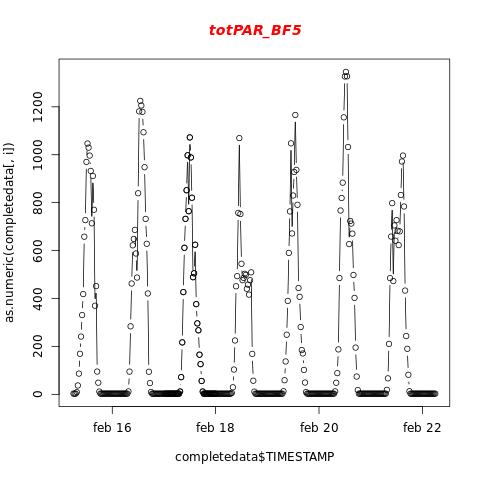 totPAR_BF5
as.numeric(completedata[, i])
1200
1000
800
600
400
200
0
feb 16
feb 18
feb 20
feb 22
completedata$TIMESTAMP